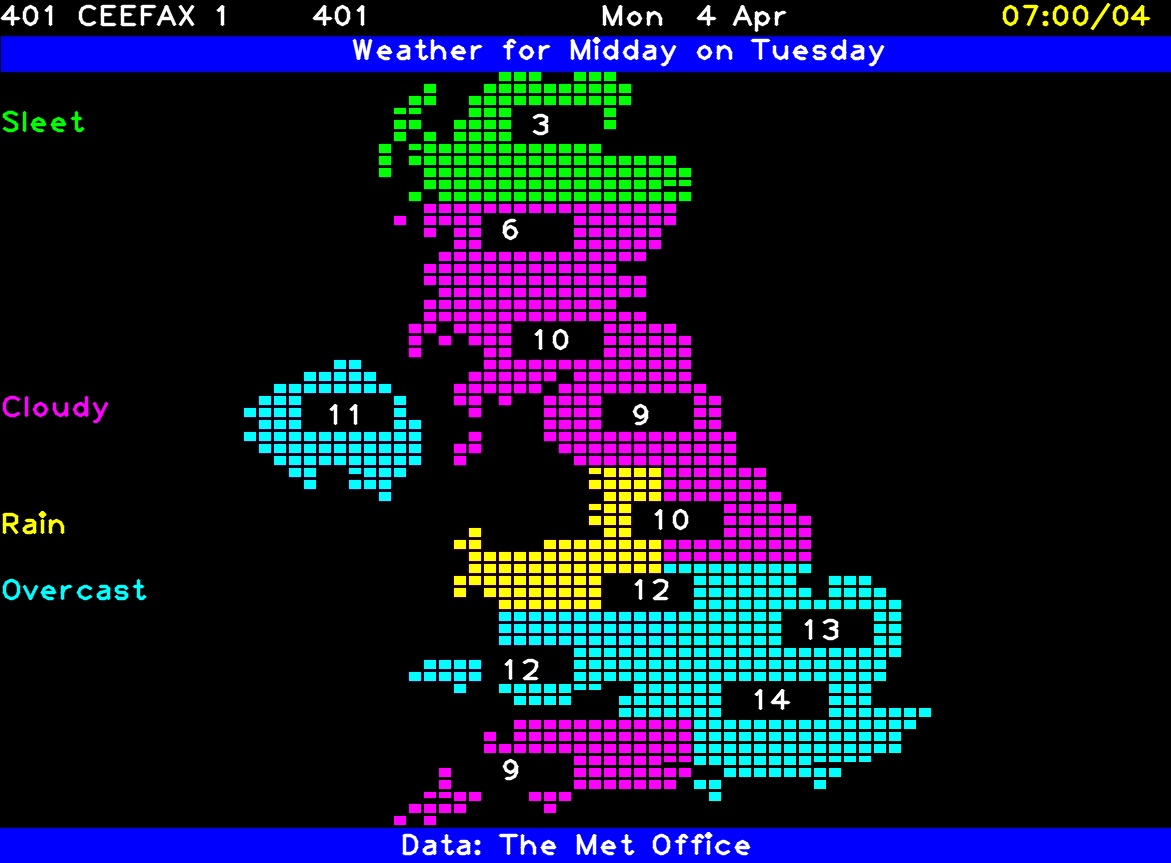 401 CEEFAX 1 401 Mon 4 Apr 07:00/04
Weather for Midday on Tuesday
Sleet
3
6
10
Cloudy
11
9
Rain
10
Overcast
12
13
12
14
9
Data: The Met Office